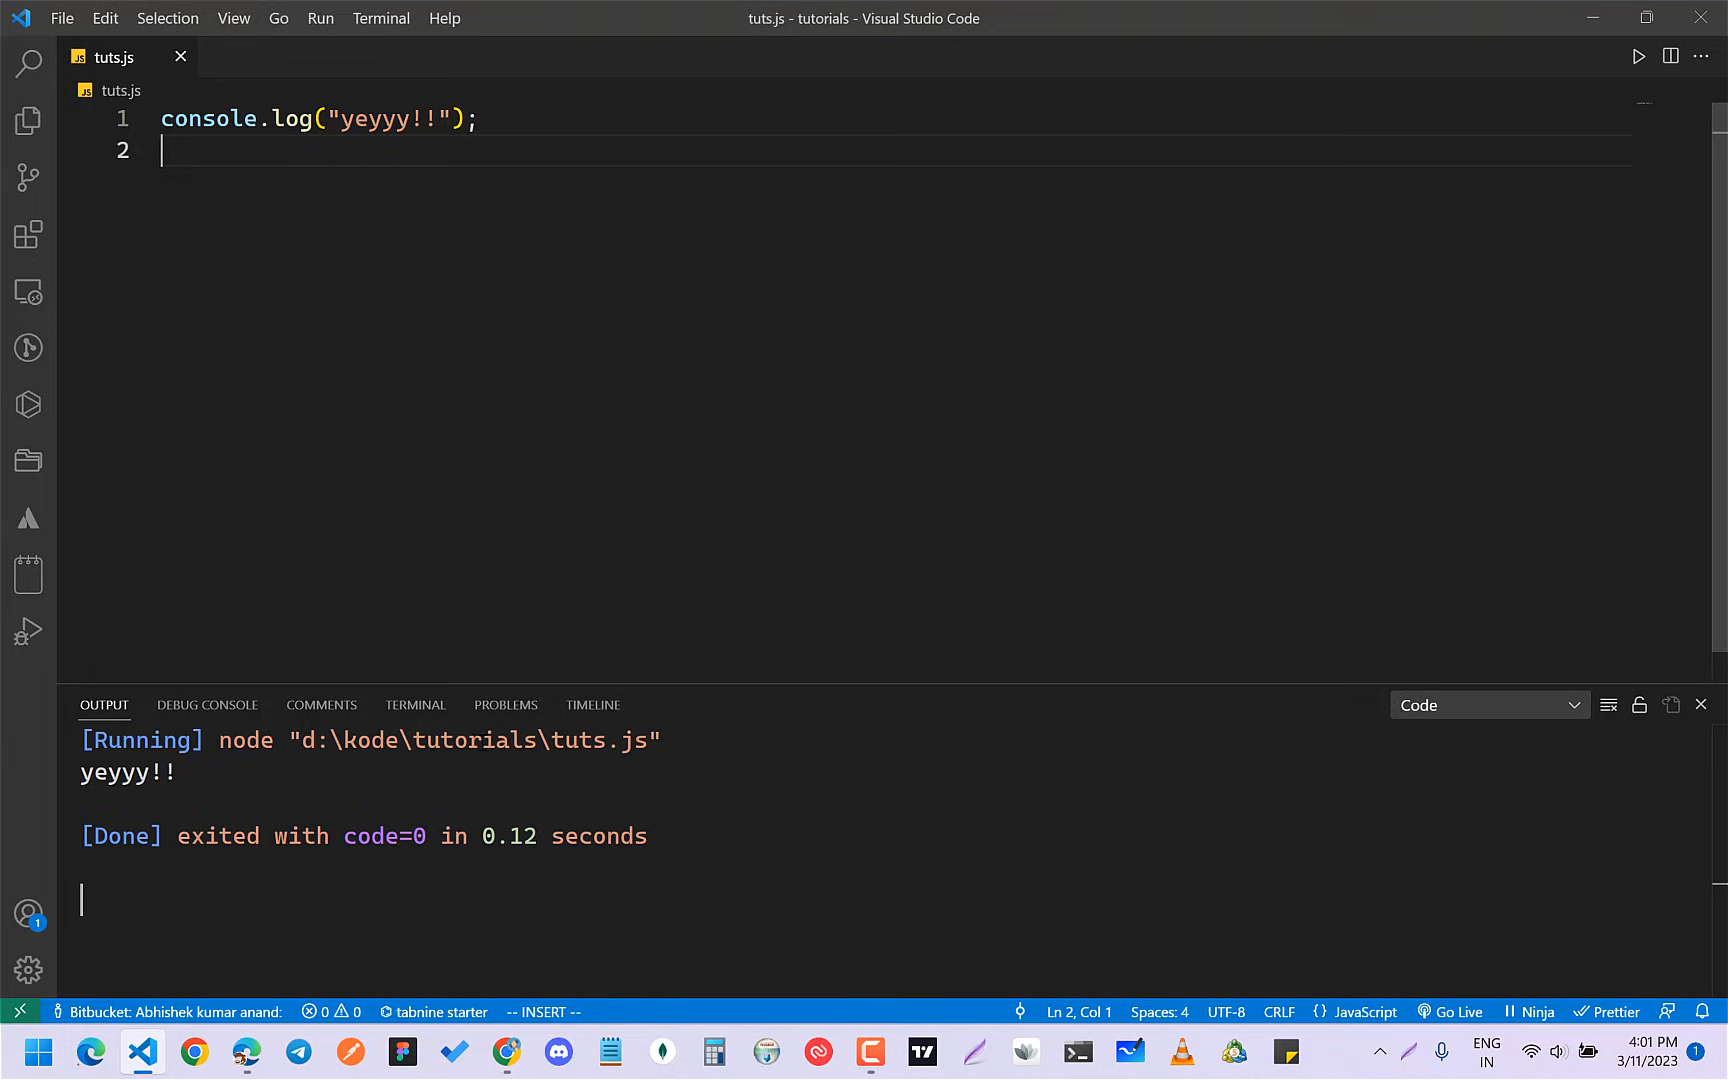 File Edit Selection View Go Run Terminal Help
tuts.js - tutorials - Visual Studio Code
JS tuts.js
JS tuts.js
1 console.log("yeyyy!!");
2
OUTPUT DEBUG CONSOLE COMMENTS TERMINAL PROBLEMS TIMELINE
Code
[Running] node "d:\kode\tutorials\tuts.js"
yeyyy!!
[Done] exited with code=0 in 0.12 seconds
1
Bitbucket: Abhishek kumar anand: 0 0 tabnine starter -- INSERT --
Ln 2, Col 1 Spaces: 4 UTF-8 CRLF {} JavaScript Go Live Ninja Prettier
ENG
IN
4:01 PM
3/11/2023
1